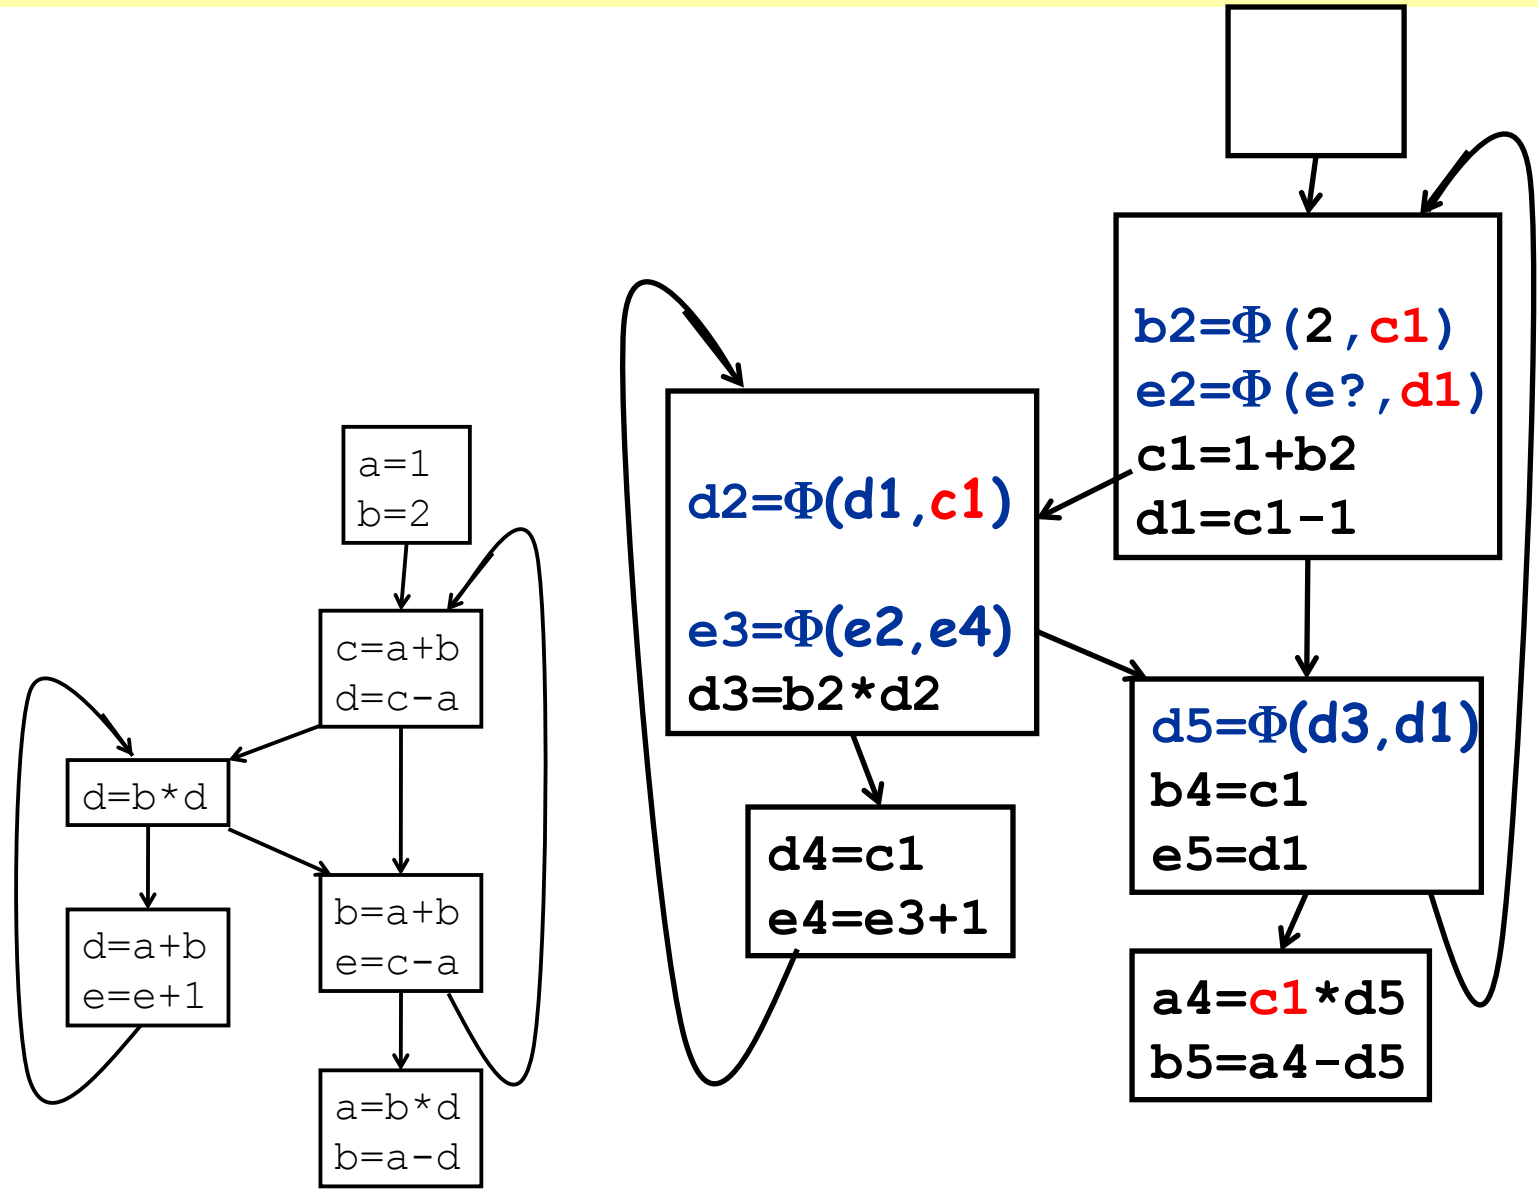 a=1
b=2
c=a+b
d=c-a
d=b*d
d=a+b
e=e+1
b=a+b
e=c-a
a=b*d
b=a-d
b2=Φ(2,c1)
e2=Φ(e?,d1)
c1=1+b2
d1=c1-1
d2=Φ(d1,c1)
e3=Φ(e2,e4)
d3=b2*d2
d4=c1
e4=e3+1
d5=Φ(d3,d1)
b4=c1
e5=d1
a4=c1*d5
b5=a4-d5